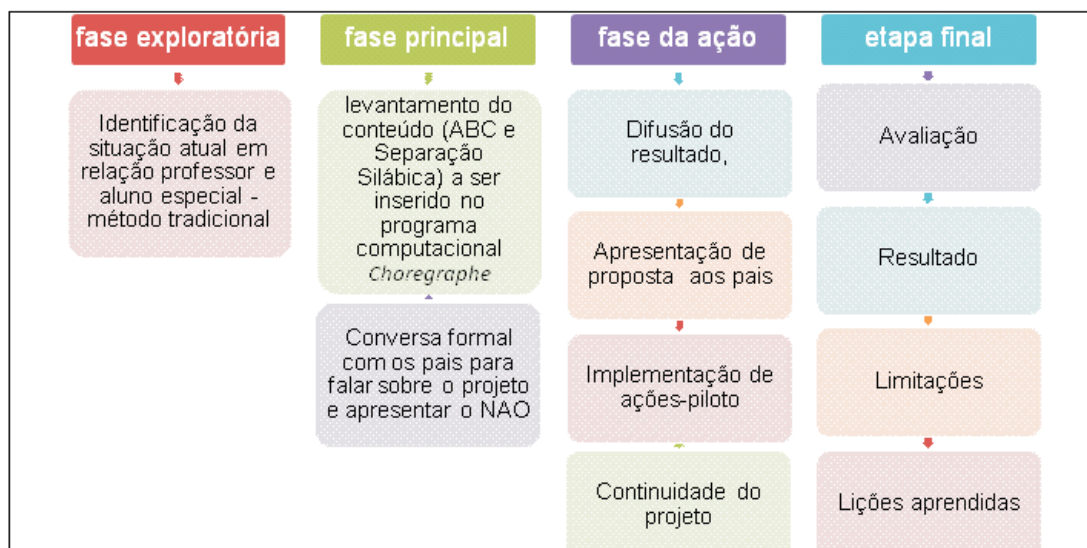 fase exploratória
Identificação da
situação atual em
relação professor e
aluno especial -
método tradicional
fase principal
levantamento do
conteúdo (ABC e
Separação
Silábica) a ser
inserido no
programa
computacional
Choregraphe
Conversa formal
com os pais para
falar sobre o projeto
e apresentar o NAO
fase da ação
Difusão do
resultado,
Apresentação de
proposta aos pais
Implementação de
ações-piloto
Continuidade do
projeto
etapa final
Avaliação
Resultado
Limitações
Lições aprendidas